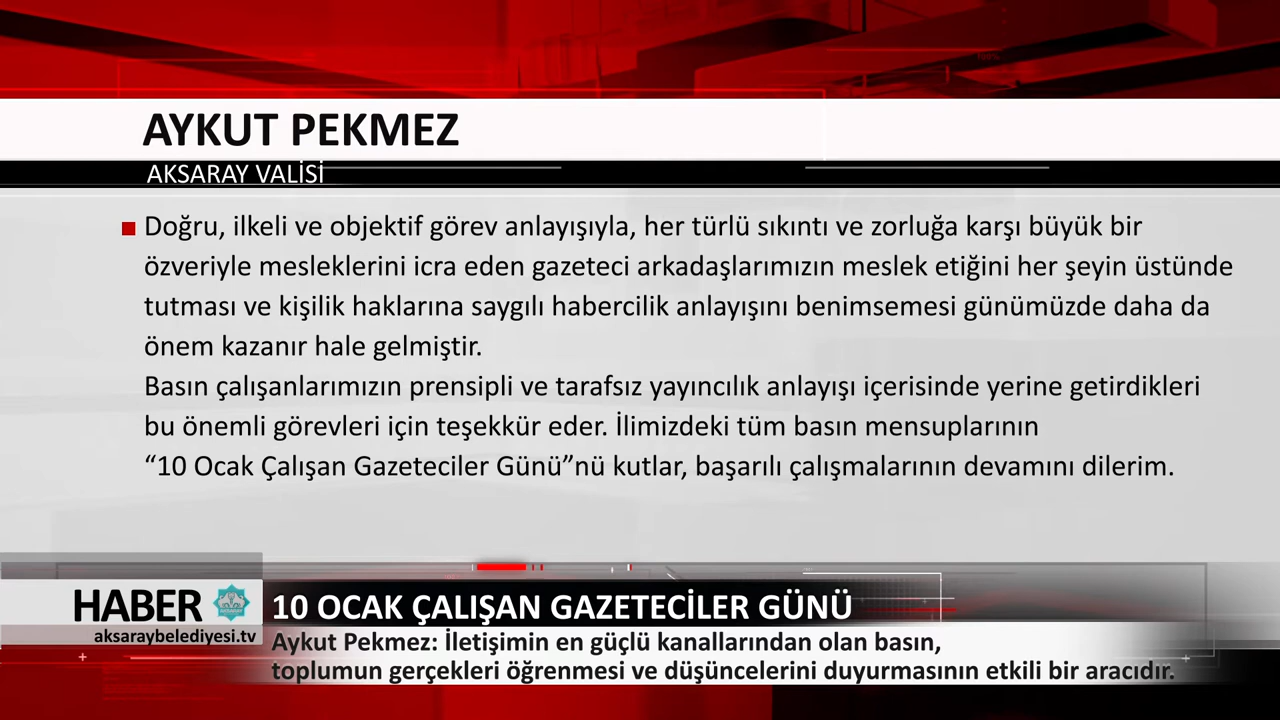 AYKUT PEKMEZ
AKSARAY VALİSİ
Doğru, ilkeli ve objektif görev anlayışıyla, her türlü sıkıntı ve zorluğa karşı büyük bir
özveriyle mesleklerini icra eden gazeteci arkadaşlarımızın meslek etiğini her şeyin üstünde
tutması ve kişilik haklarına saygılı habercilik anlayışını benimsemesi günümüzde daha da
önem kazanır hale gelmiştir.
Basın çalışanlarımızın prensipli ve tarafsız yayıncılık anlayışı içerisinde yerine getirdikleri
bu önemli görevleri için teşekkür eder. İlimizdeki tüm basın mensuplarının
“10 Ocak Çalışan Gazeteciler Günü”nü kutlar, başarılı çalışmalarının devamını dilerim.
HABER AKSARAY
aksaraybelediyesi.tv
10 OCAK ÇALIŞAN GAZETECİLER GÜNÜ
Aykut Pekmez: İletişimin en güçlü kanallarından olan basın,
toplumun gerçekleri öğrenmesi ve düşüncelerini duyurmasının etkili bir aracıdır.